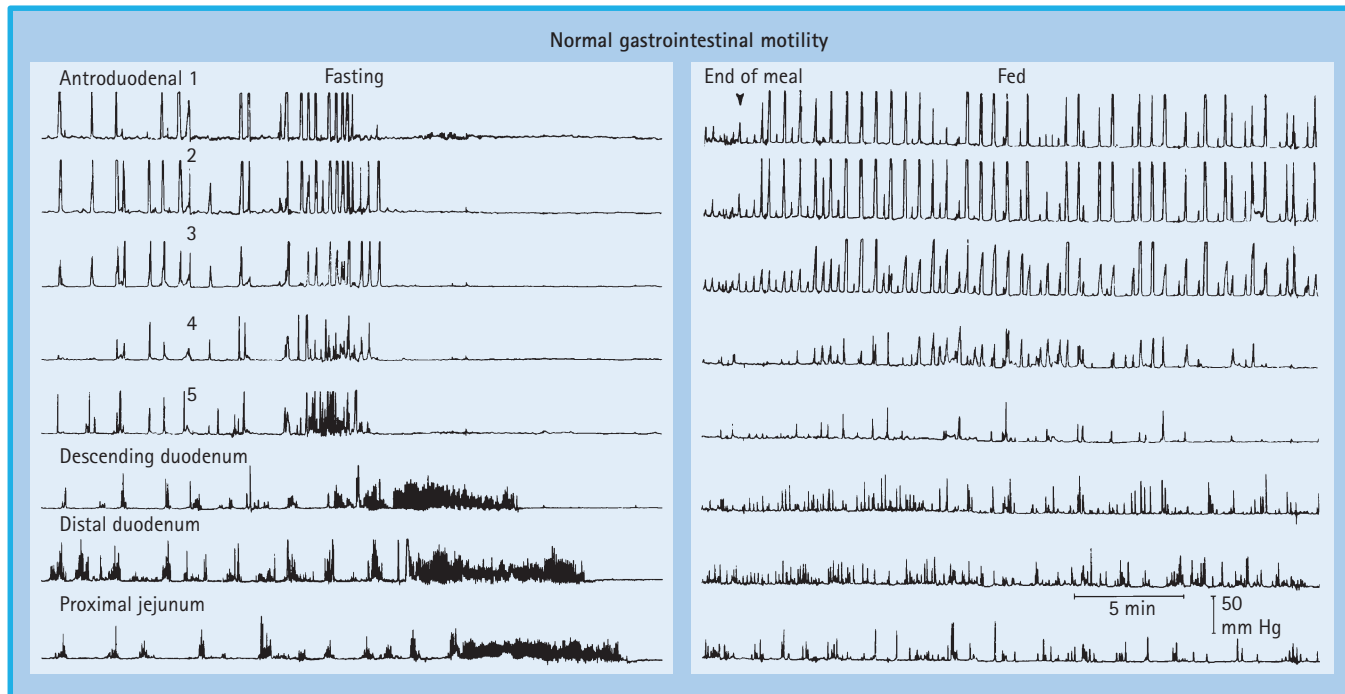 Normal gastrointestinal motility
Antroduodenal 1
Fasting
2
3
4
5
Descending duodenum
Distal duodenum
Proximal jejunum
End of meal
Fed
5 min
50
mm Hg